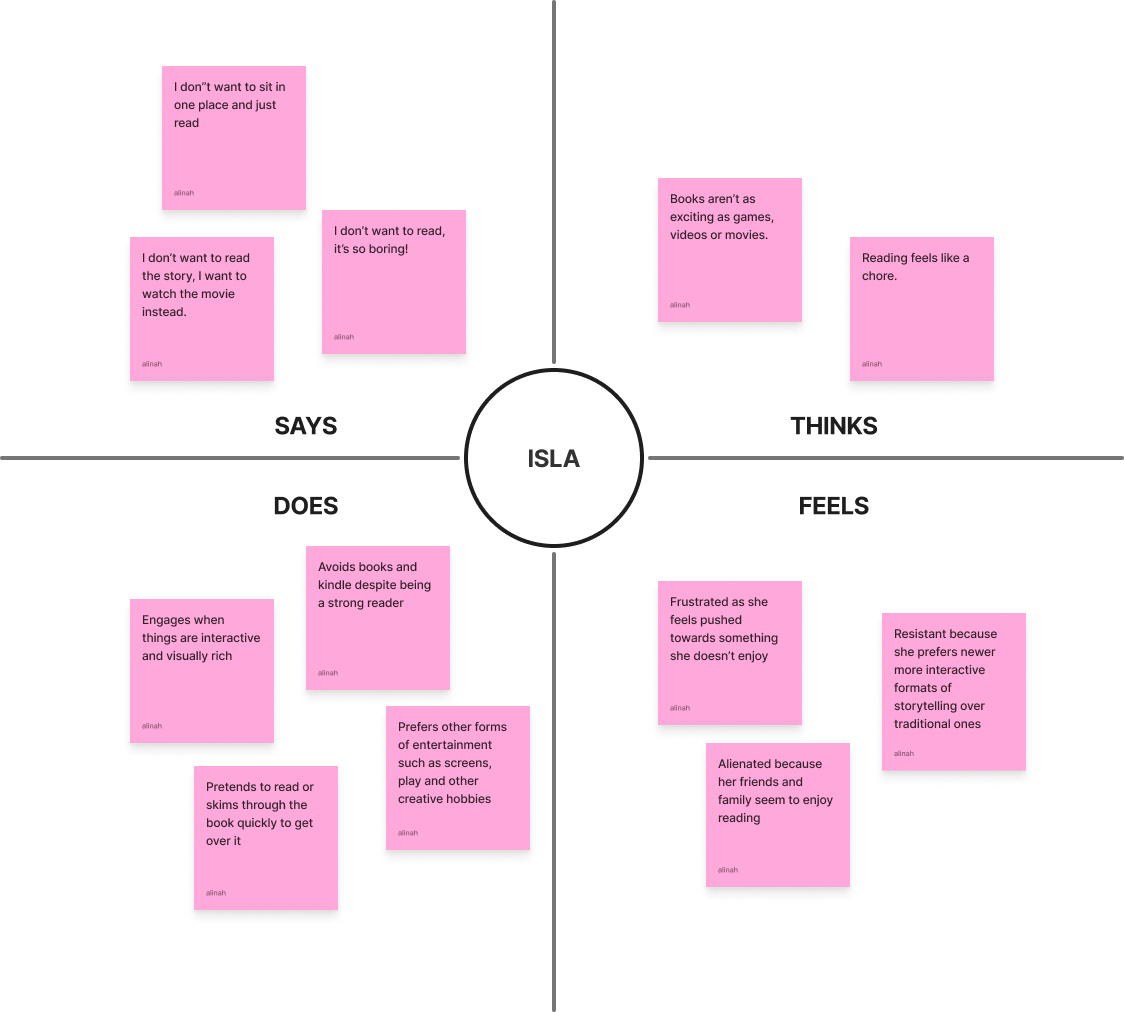 I don"t want to sit in
one place and just
read
alinah
I don't want to read,
it's so boring!
alinah
I don't want to read
the story, I want to
watch the movie
instead.
alinah
SAYS
Books aren't as
exciting as games,
videos or movies.
alinah
Reading feels like a
chore.
alinah
THINKS
ISLA
DOES
Avoids books and
kindle despite being
a strong reader
alinah
Engages when
things are interactive
and visually rich
alinah
Prefers other forms
of entertainment
such as screens,
play and other
creative hobbies
alinah
Pretends to read or
skims through the
book quickly to get
over it
alinah
FEELS
Frustrated as she
feels pushed
towards something
she doesn't enjoy
alinah
Resistant because
she prefers newer
more interactive
formats of
storytelling over
traditional ones
alinah
Alienated because
her friends and
family seem to enjoy
reading
alinah